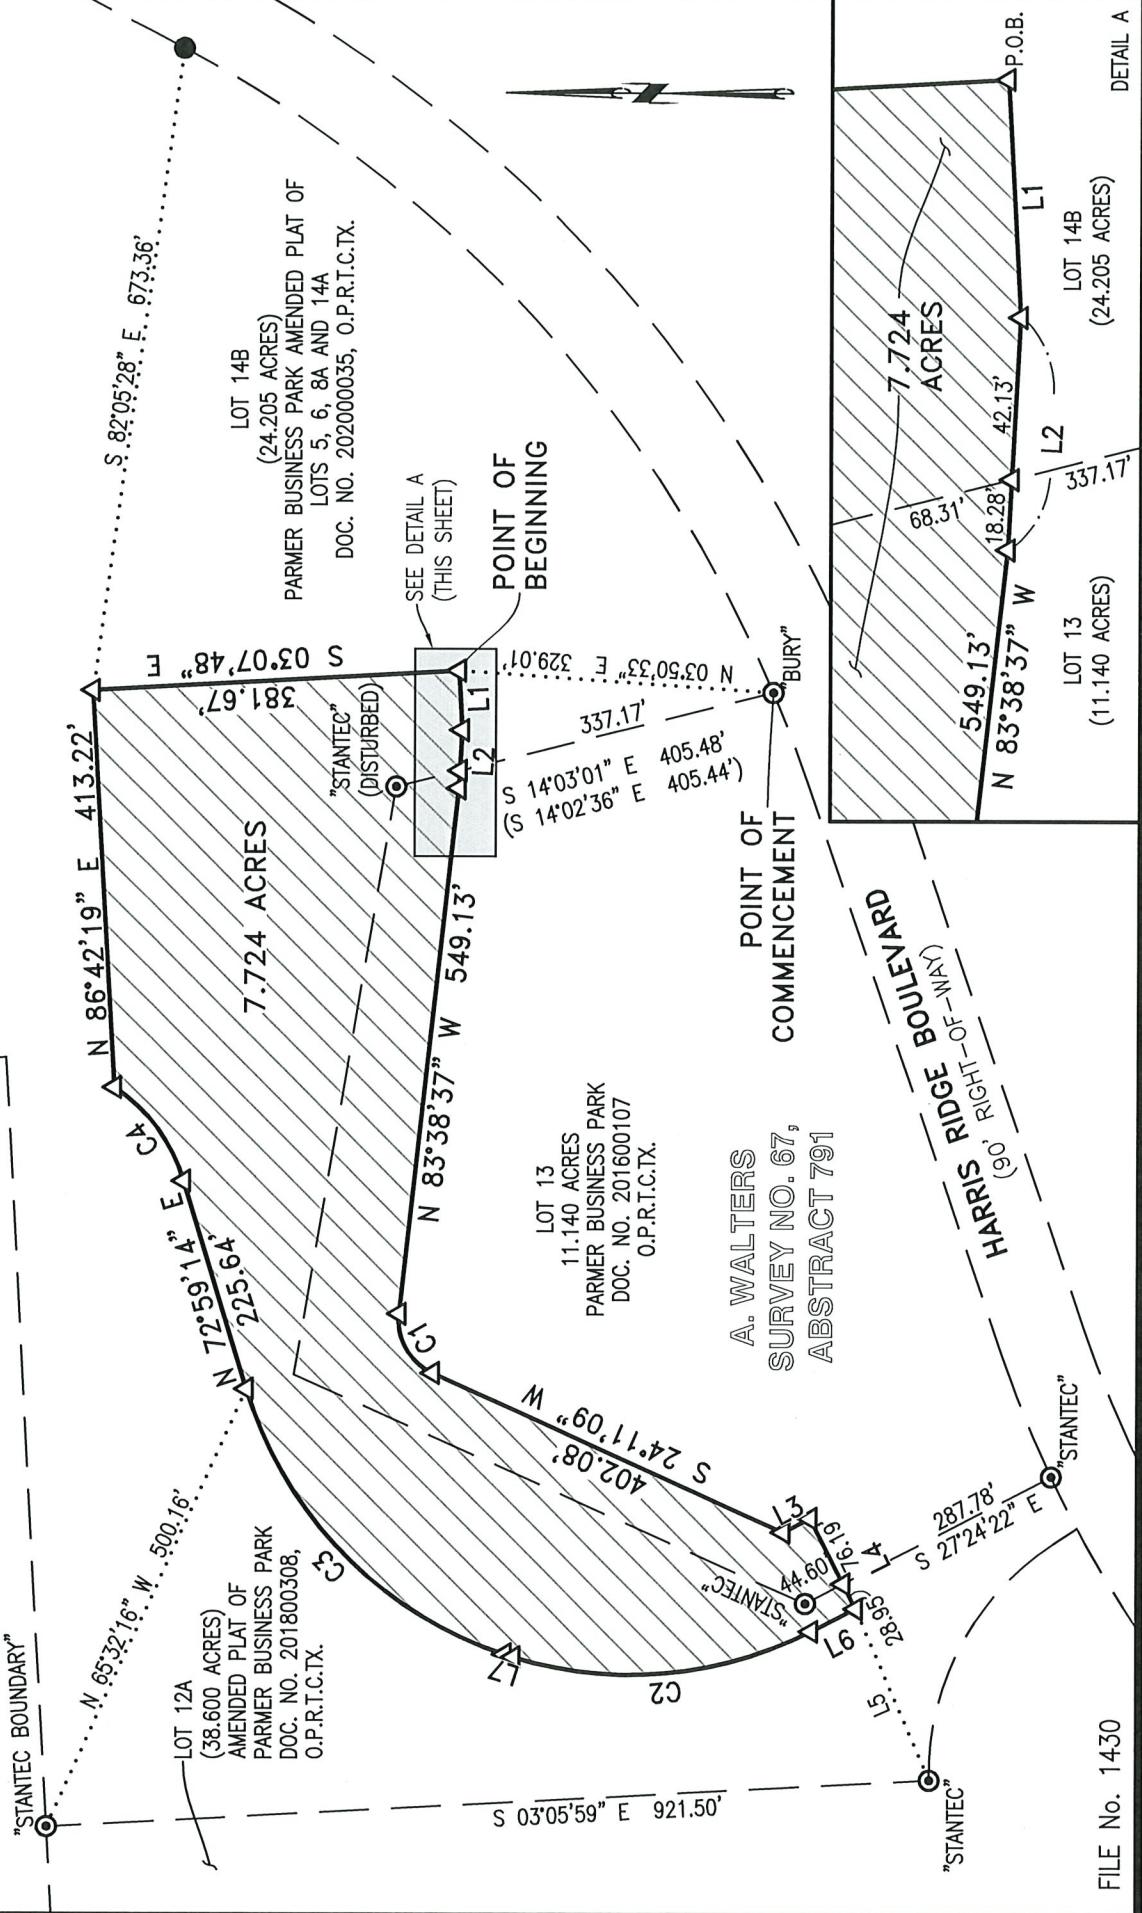 "STANTEC BOUNDARY"
N 65°32'16" W 500.16'
LOT 12A
(38.600 ACRES)
AMENDED PLAT OF
PARMER BUSINESS PARK
DOC. NO. 201800308,
O.P.R.T.C.TX.
S 03°05'59" E 921.50'
"STANTEC"
L5
FILE No. 1430
C3
L7
C2
L6
28.95'
L4
76.19'
44.60'
"STANTEC"
L3
287.78'
S 27°24'22" E
"STANTEC"
S 24°11'09" W
402.08'
C1
N 72°59'14" E
225.64'
C4
N 86°42'19" E 413.22'
7.724 ACRES
N 83°38'37" W 549.13'
S 03°07'48" E
381.67'
"STANTEC"
(DISTURBED)
L2
L1
S 82°05'28" E 673.36'
LOT 14B
(24.205 ACRES)
PARMER BUSINESS PARK AMENDED PLAT OF
LOTS 5, 6, 8A AND 14A
DOC. NO. 202000035, O.P.R.T.C.TX.
SEE DETAIL A
(THIS SHEET)
POINT OF
BEGINNING
N 03°50'33" E 329.01'
337.17'
S 14°03'01" E 405.48'
(S 14°02'36" E 405.44')
"BURY"
POINT OF
COMMENCEMENT
LOT 13
11.140 ACRES
PARMER BUSINESS PARK
DOC. NO. 201600107
O.P.R.T.C.TX.
A. WALTERS
SURVEY NO. 67,
ABSTRACT 791
HARRIS RIDGE BOULEVARD
(90' RIGHT-OF-WAY)
N
7.724
ACRES
68.31'
18.28'
42.13'
549.13'
N 83°38'37" W
L2
L1
P.O.B.
337.17'
LOT 13
(11.140 ACRES)
LOT 14B
(24.205 ACRES)
DETAIL A